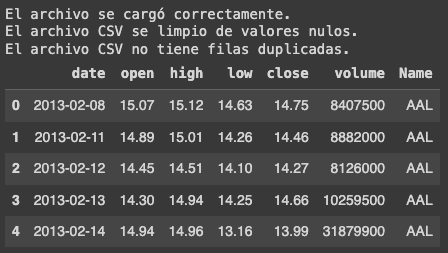 El archivo se cargó correctamente.
El archivo CSV se limpio de valores nulos.
El archivo CSV no tiene filas duplicadas.
date open high low close volume Name
0 2013-02-08 15.07 15.12 14.63 14.75 8407500 AAL
1 2013-02-11 14.89 15.01 14.26 14.46 8882000 AAL
2 2013-02-12 14.45 14.51 14.10 14.27 8126000 AAL
3 2013-02-13 14.30 14.94 14.25 14.66 10259500 AAL
4 2013-02-14 14.94 14.96 13.16 13.99 31879900 AAL